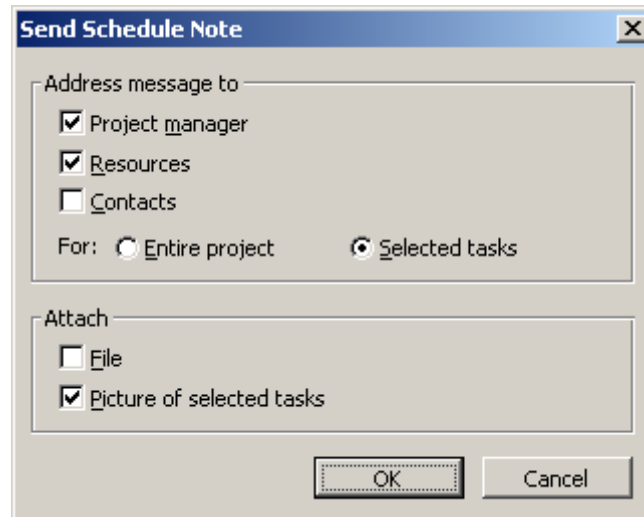 Send Schedule Note
Address message to
Project manager
Resources
Contacts
For: Entire project Selected tasks
Attach
File
Picture of selected tasks
OK Cancel